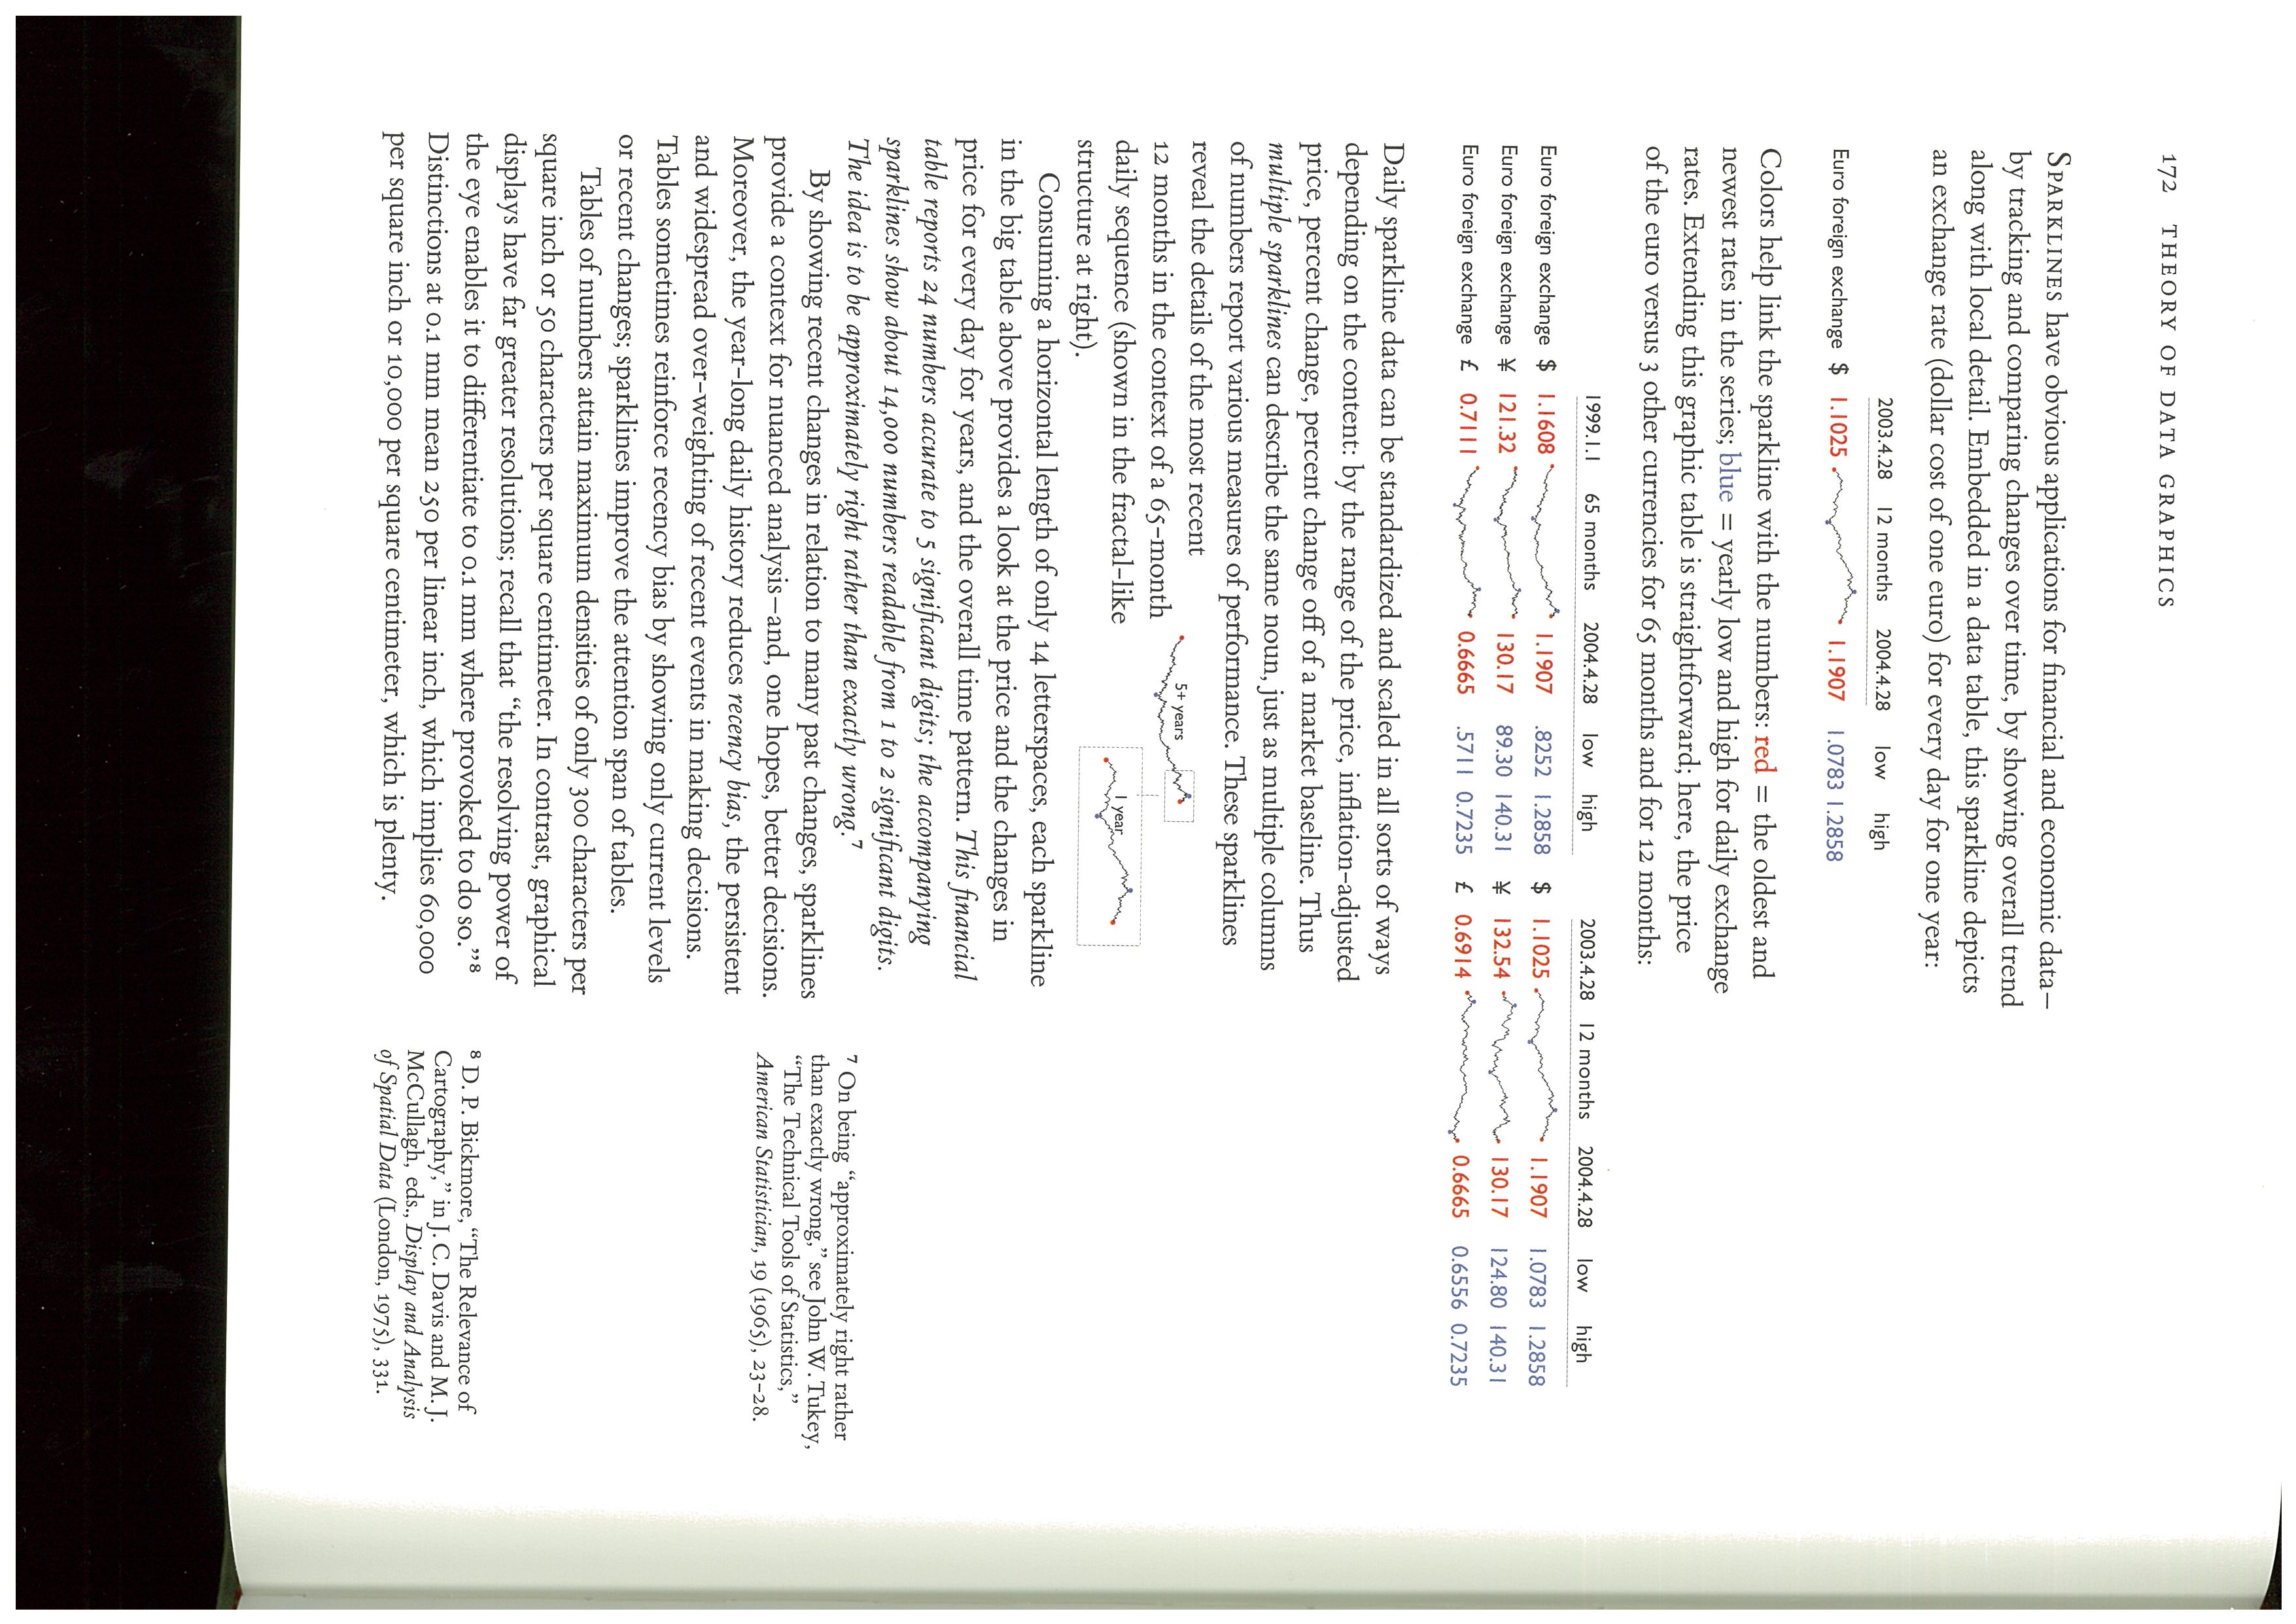 172 THEORY OF DATA GRAPHICS
SPARKLINES have obvious applications for financial and economic data—
by tracking and comparing changes over time, by showing overall trend
along with local detail. Embedded in a data table, this sparkline depicts
an exchange rate (dollar cost of one euro) for every day for one year:
2003.4.28 12 months 2004.4.28 low high
Euro foreign exchange $ 1.1025 1.1907 1.0783 1.2858
Colors help link the sparkline with the numbers: red = the oldest and
newest rates in the series; blue = yearly low and high for daily exchange
rates. Extending this graphic table is straightforward; here, the price
of the euro versus 3 other currencies for 65 months and for 12 months:
1999.1.1 65 months 2004.4.28 low high 2003.4.28 12 months 2004.4.28 low high
Euro foreign exchange $ 1.1608 1.1907 .8252 1.2858 $ 1.1025 1.1907 1.0783 1.2858
Euro foreign exchange ¥ 121.32 130.17 89.30 140.31 ¥ 132.54 130.17 124.80 140.31
Euro foreign exchange £ 0.7111 0.6665 .5711 0.7235 £ 0.6914 0.6665 0.6556 0.7235
Daily sparkline data can be standardized and scaled in all sorts of ways
depending on the content: by the range of the price, inflation-adjusted
price, percent change, percent change off of a market baseline. Thus
multiple sparklines can describe the same noun, just as multiple columns
of numbers report various measures of performance. These sparklines
reveal the details of the most recent
12 months in the context of a 65-month
daily sequence (shown in the fractal-like
structure at right).
5+ years
1 year
Consuming a horizontal length of only 14 letterspaces, each sparkline
in the big table above provides a look at the price and the changes in
price for every day for years, and the overall time pattern. This financial
table reports 24 numbers accurate to 5 significant digits; the accompanying
sparklines show about 14,000 numbers readable from 1 to 2 significant digits.
The idea is to be approximately right rather than exactly wrong.⁷
By showing recent changes in relation to many past changes, sparklines
provide a context for nuanced analysis—and, one hopes, better decisions.
Moreover, the year-long daily history reduces recency bias, the persistent
and widespread over-weighting of recent events in making decisions.
Tables sometimes reinforce recency bias by showing only current levels
or recent changes; sparklines improve the attention span of tables.
Tables of numbers attain maximum densities of only 300 characters per
square inch or 50 characters per square centimeter. In contrast, graphical
displays have far greater resolutions; recall that “the resolving power of
the eye enables it to differentiate to 0.1 mm where provoked to do so.”⁸
Distinctions at 0.1 mm mean 250 per linear inch, which implies 60,000
per square inch or 10,000 per square centimeter, which is plenty.
⁷ On being “approximately right rather
than exactly wrong,” see John W. Tukey,
“The Technical Tools of Statistics,”
American Statistician, 19 (1965), 23–28.
⁸ D. P. Bickmore, “The Relevance of
Cartography,” in J. C. Davis and M. J.
McCullagh, eds., Display and Analysis
of Spatial Data (London, 1975), 331.